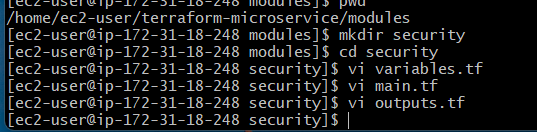 [ec2-user@ip-172-31-18-248 modules]$ pwd
/home/ec2-user/terraform-microservice/modules
[ec2-user@ip-172-31-18-248 modules]$ mkdir security
[ec2-user@ip-172-31-18-248 modules]$ cd security
[ec2-user@ip-172-31-18-248 security]$ vi variables.tf
[ec2-user@ip-172-31-18-248 security]$ vi main.tf
[ec2-user@ip-172-31-18-248 security]$ vi outputs.tf
[ec2-user@ip-172-31-18-248 security]$